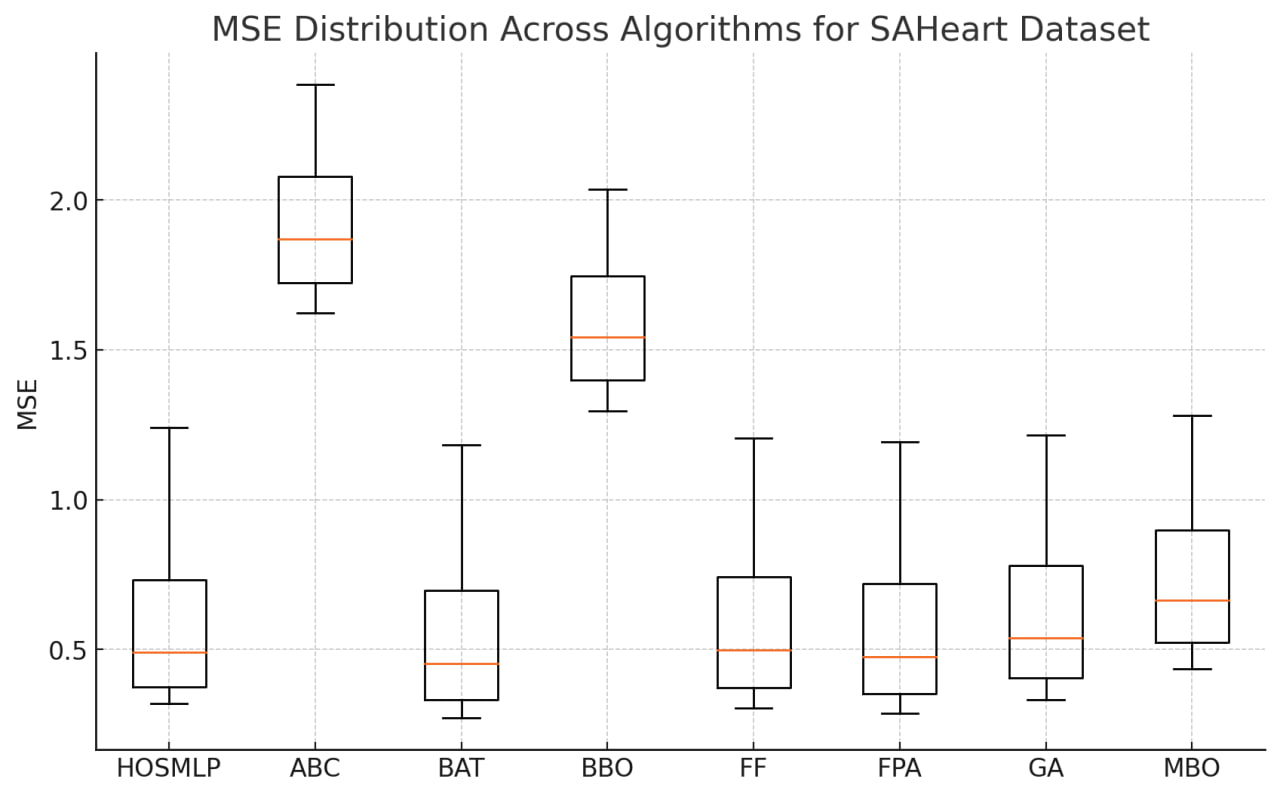 MSE Distribution Across Algorithms for SAHeart Dataset
2.0
1.5
MSE
1.0
0.5
HOSMLP ABC BAT BBO FF FPA GA MBO